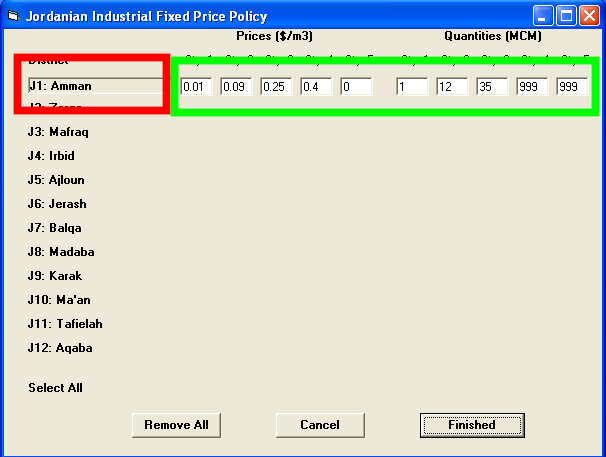 Jordanian Industrial Fixed Price Policy
Prices ($/m3) Quantities (MCM)
District
J1: Amman 0.01 0.09 0.25 0.4 0 1 12 35 999 999
J3: Mafraq
J4: Irbid
J5: Ajloun
J6: Jerash
J7: Balqa
J8: Madaba
J9: Karak
J10: Ma'an
J11: Tafielah
J12: Aqaba
Select All
Remove All Cancel Finished